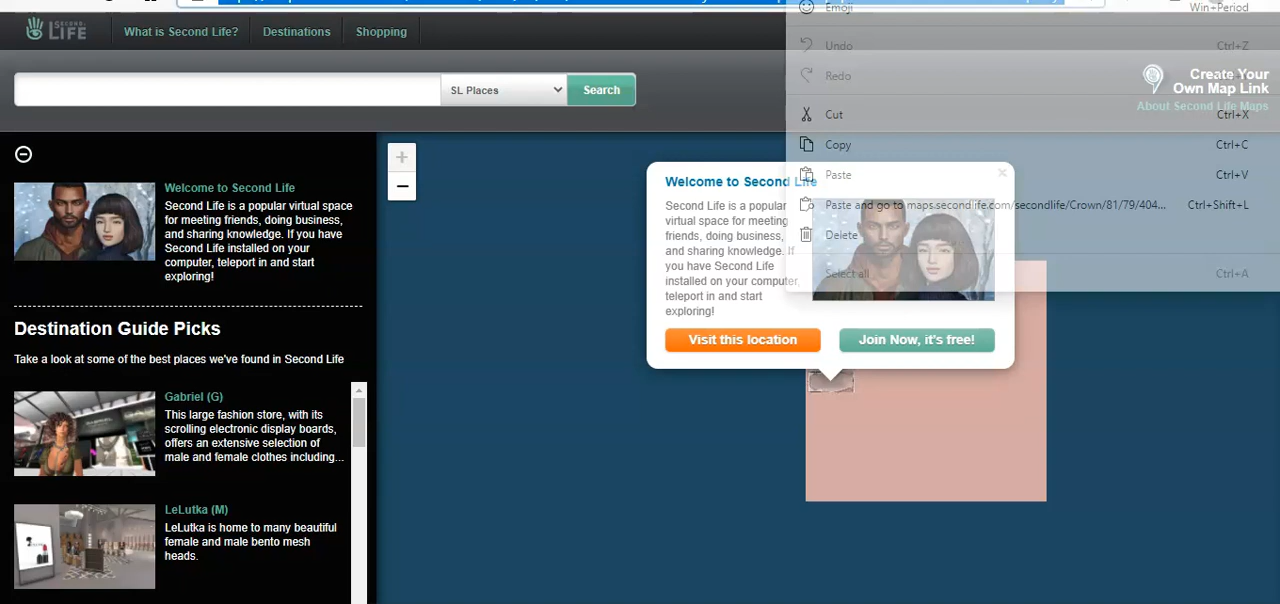 Emoji Win+Period
SECOND LIFE What is Second Life? Destinations Shopping
Undo Ctrl+Z
Redo
Create Your
Own Map Link
About Second Life Maps
SL Places Search
Cut Ctrl+X
Copy Ctrl+C
Paste Ctrl+V
Paste and go to maps.secondlife.com/secondlife/Crown/81/79/404... Ctrl+Shift+L
Delete
Select all Ctrl+A
+
−
Welcome to Second Life
Second Life is a popular virtual space
for meeting friends, doing business,
and sharing knowledge. If you have
Second Life installed on your
computer, teleport in and start
exploring!
Destination Guide Picks
Take a look at some of the best places we've found in Second Life
Gabriel (G)
This large fashion store, with its
scrolling electronic display boards,
offers an extensive selection of
male and female clothes including...
LeLutka (M)
LeLutka is home to many beautiful
female and male bento mesh
heads.
Welcome to Second Life
Second Life is a popular
virtual space for meeting
friends, doing business,
and sharing knowledge. If
you have Second Life
installed on your computer,
teleport in and start
exploring!
Visit this location Join Now, it's free!